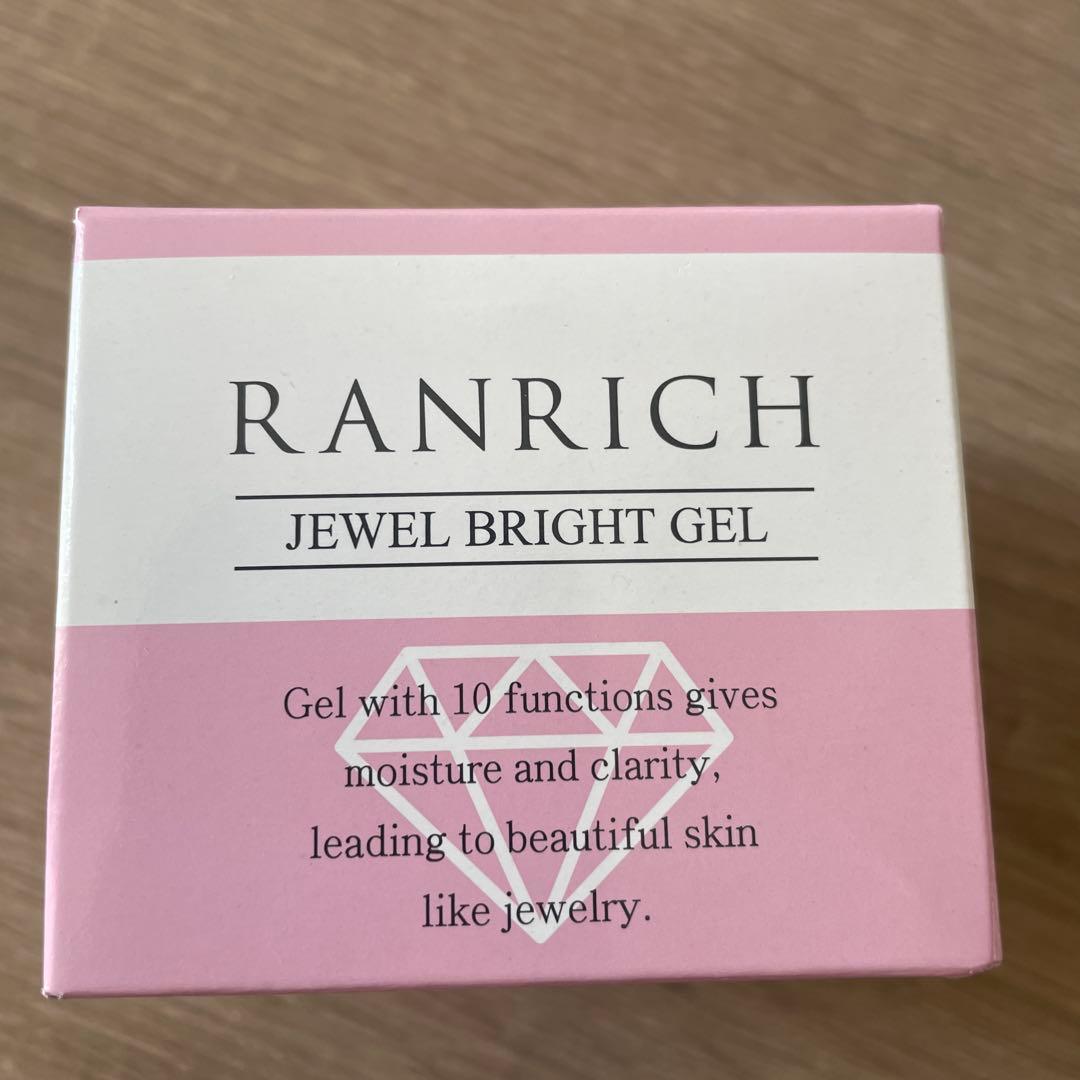 RANRICH
JEWEL BRIGHT GEL
Gel with 10 functions gives
moisture and clarity,
leading to beautiful skin
like jewelry.